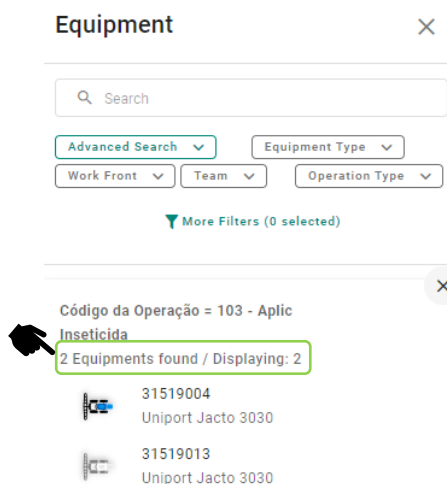 Equipment
Search
Advanced Search
Equipment Type
Work Front
Team
Operation Type
More Filters (0 selected)
Código da Operação = 103 - Aplic
Inseticida
2 Equipments found / Displaying: 2
31519004
Uniport Jacto 3030
31519013
Uniport Jacto 3030